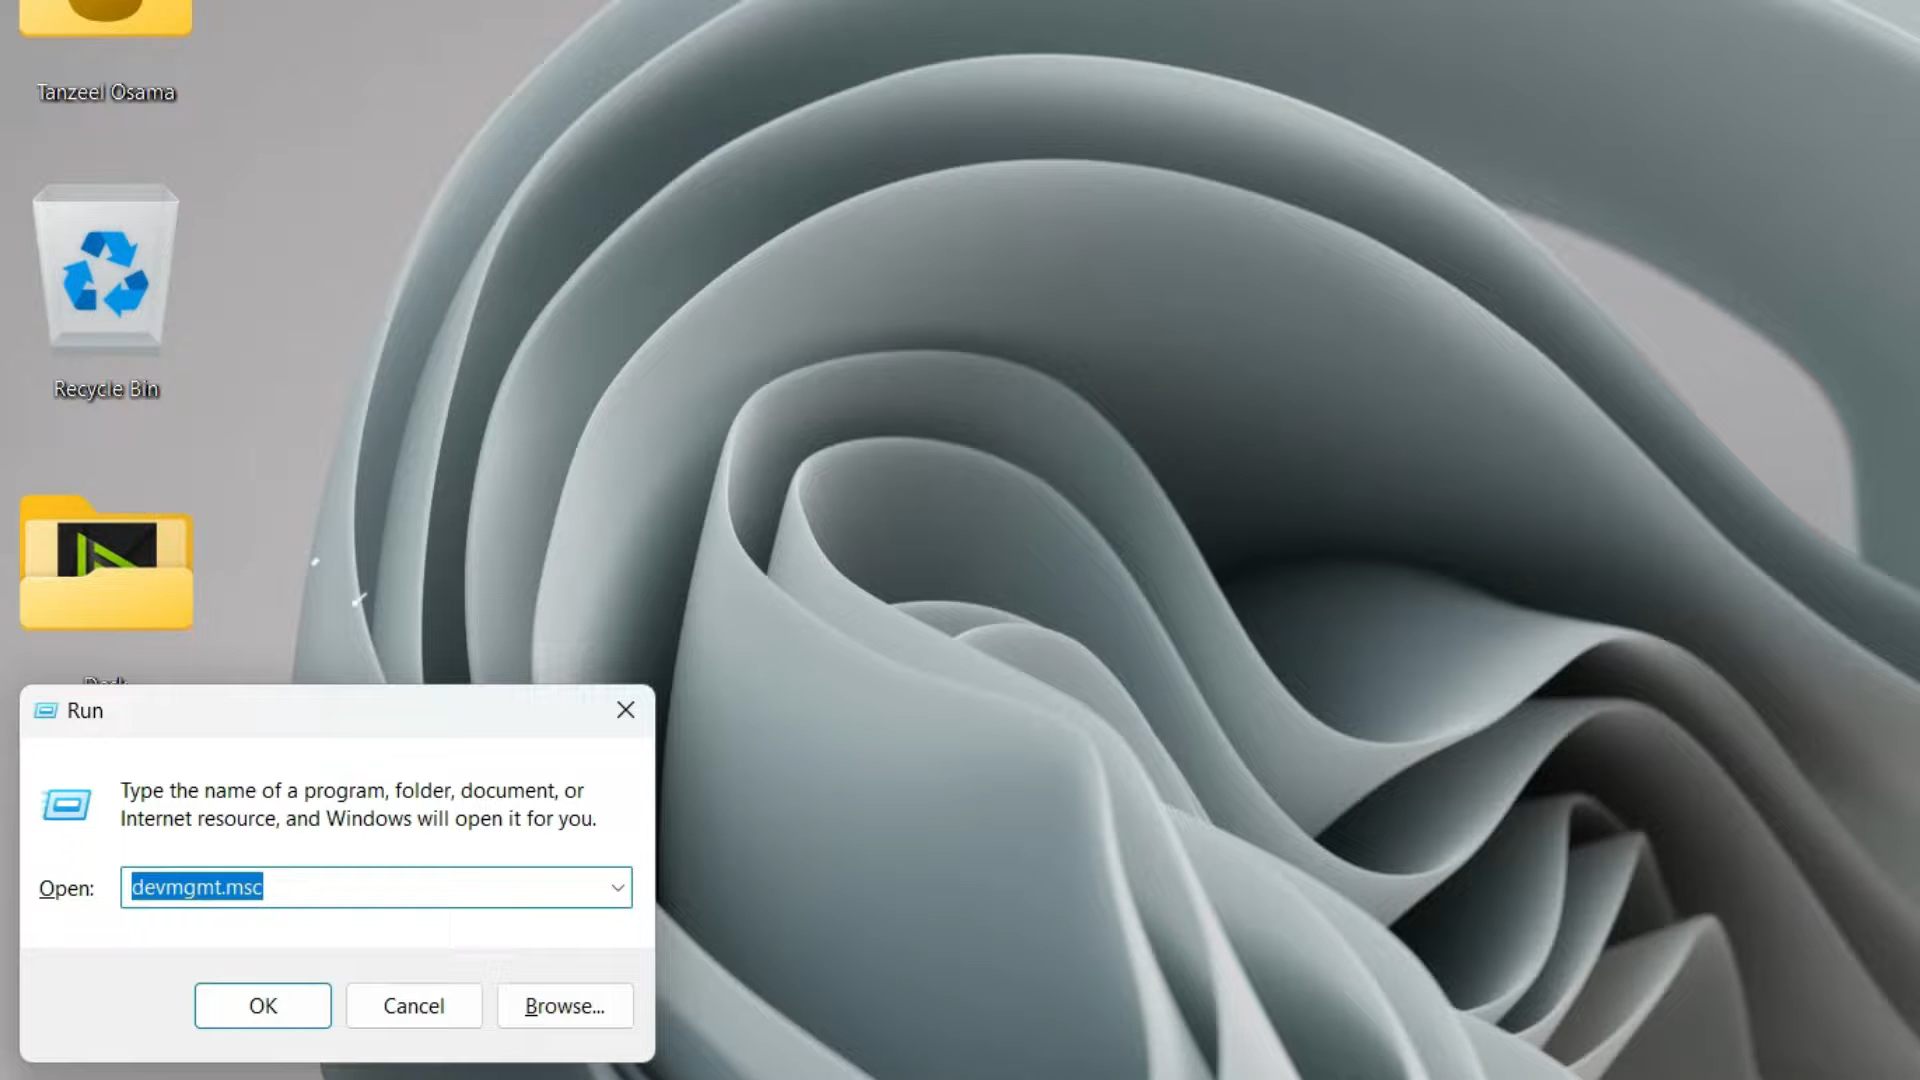 Tanzeel Osama
Recycle Bin
Run
Type the name of a program, folder, document, or
Internet resource, and Windows will open it for you.
Open:
devmgmt.msc
OK
Cancel
Browse...